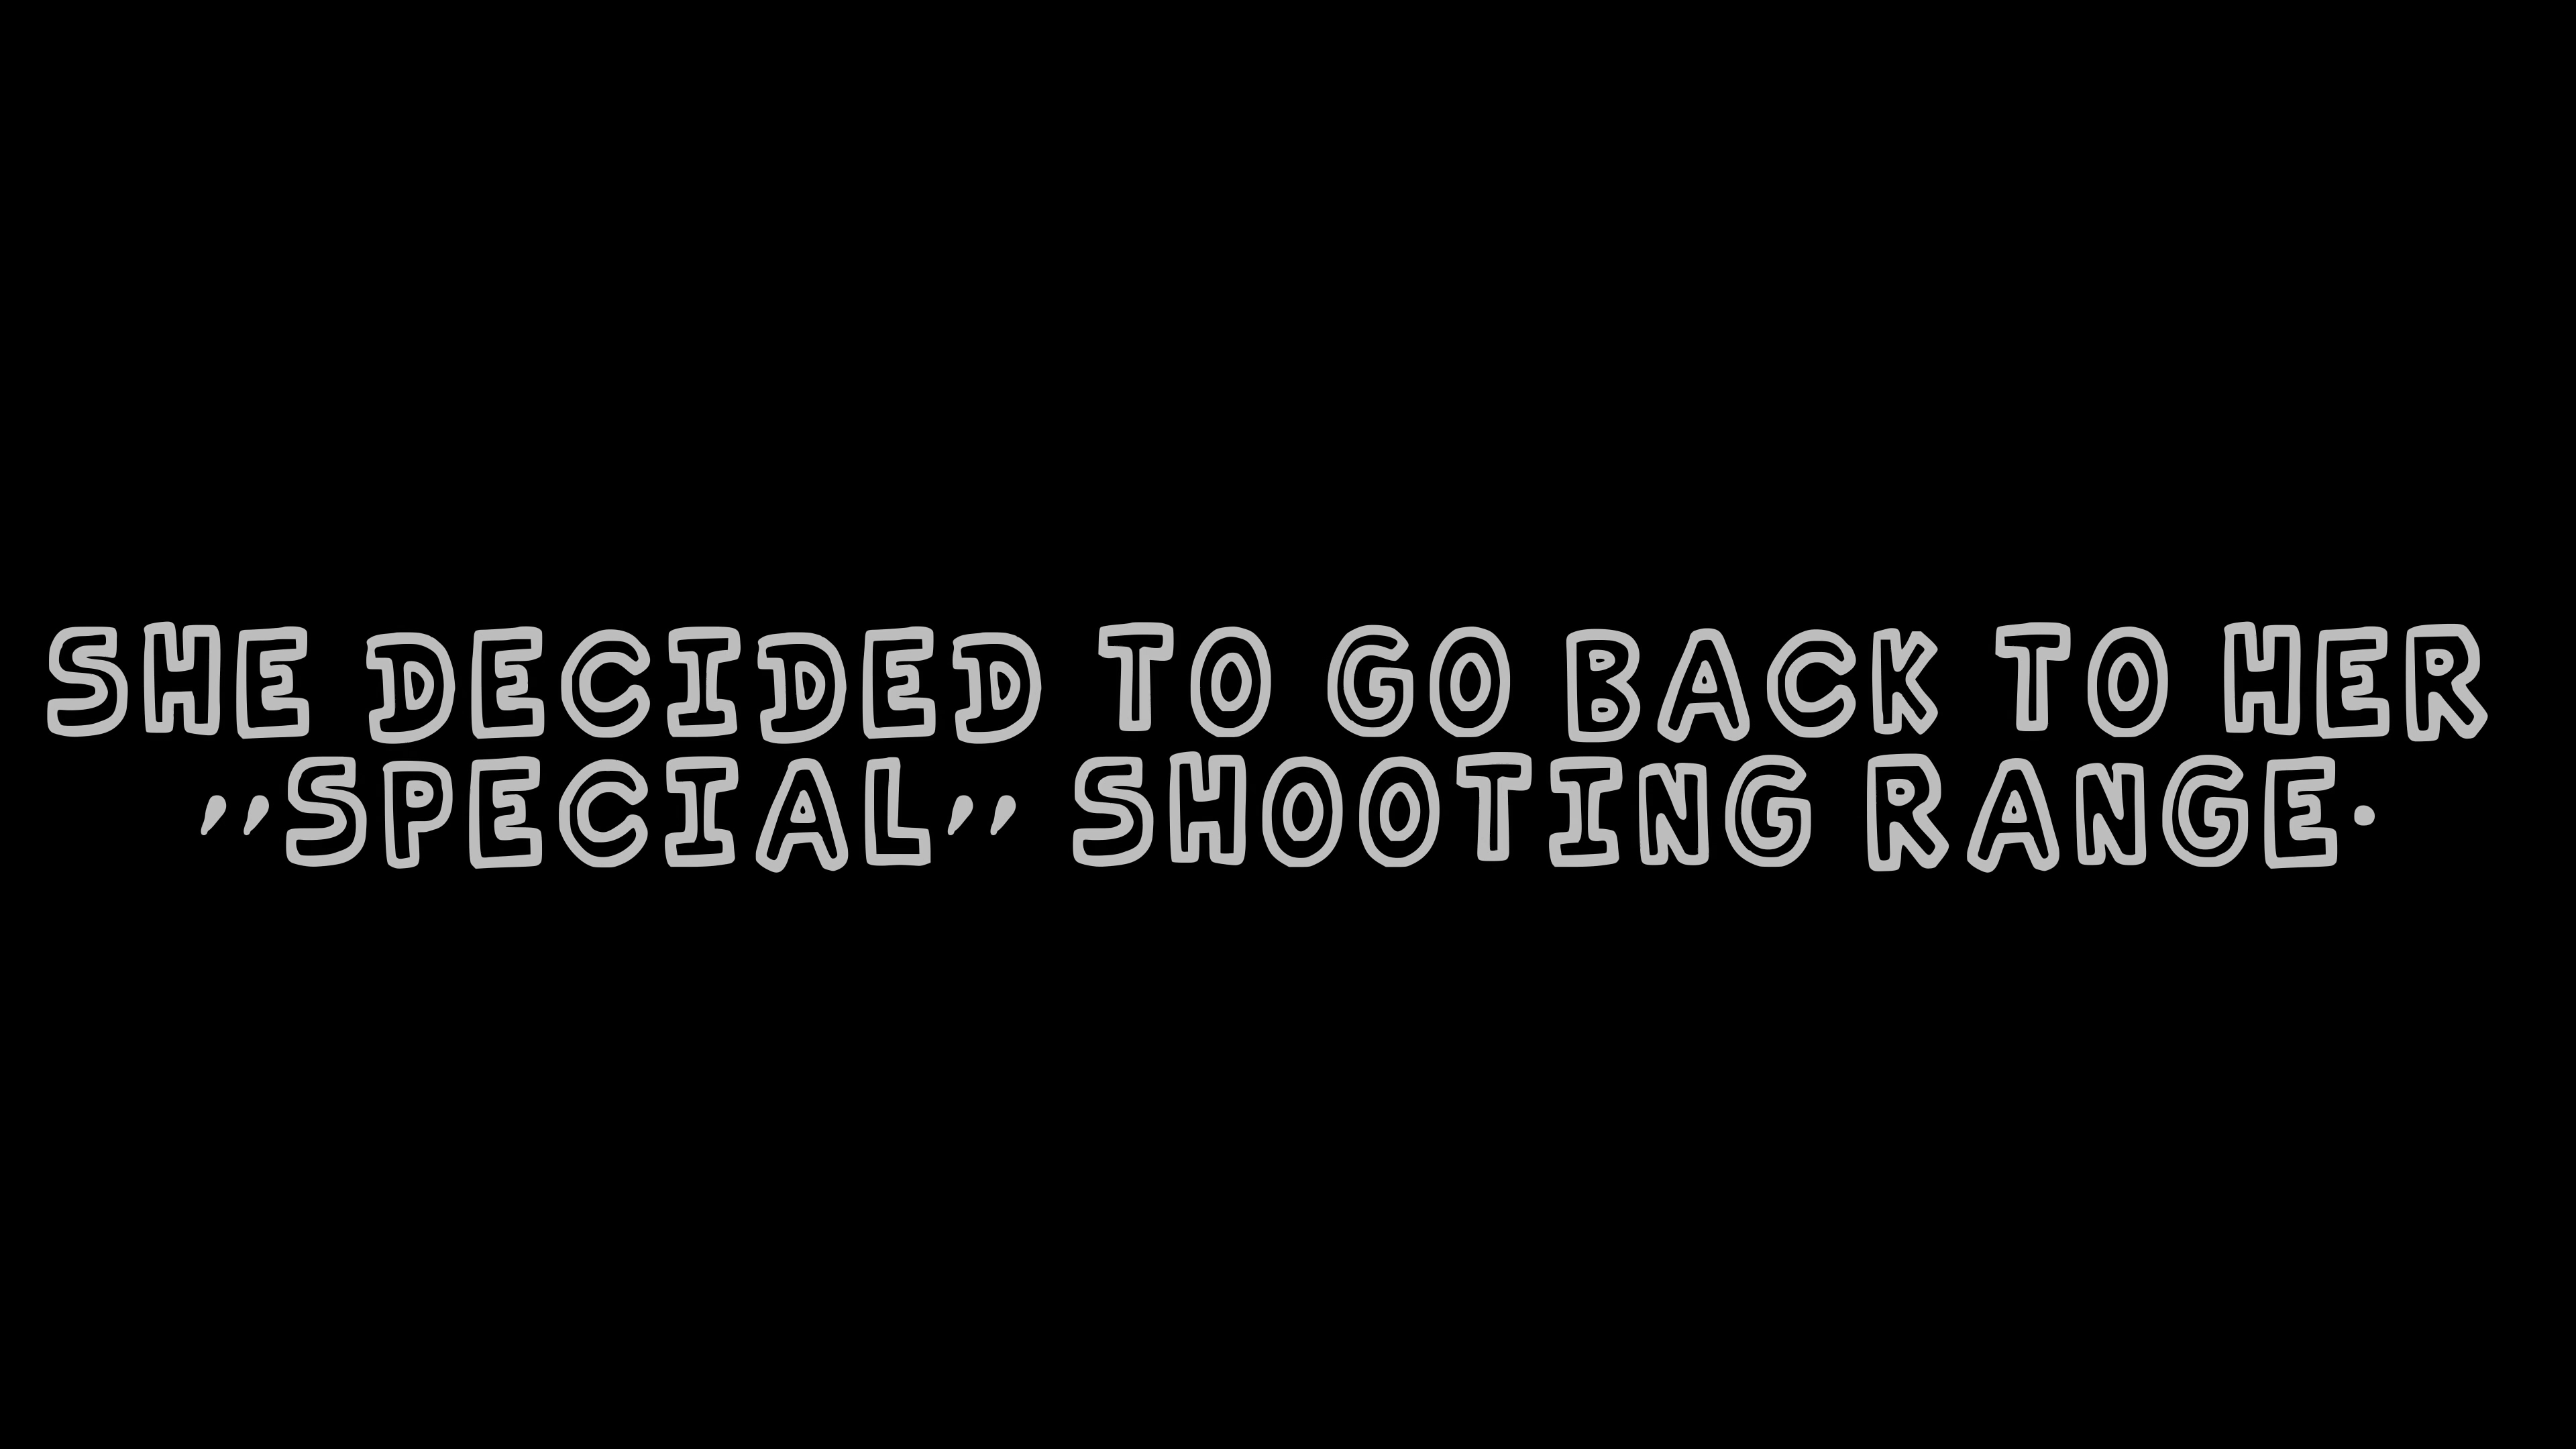 SHE DECIDED TO GO BACK TO HER
"SPECIAL" SHOOTING RANGE.